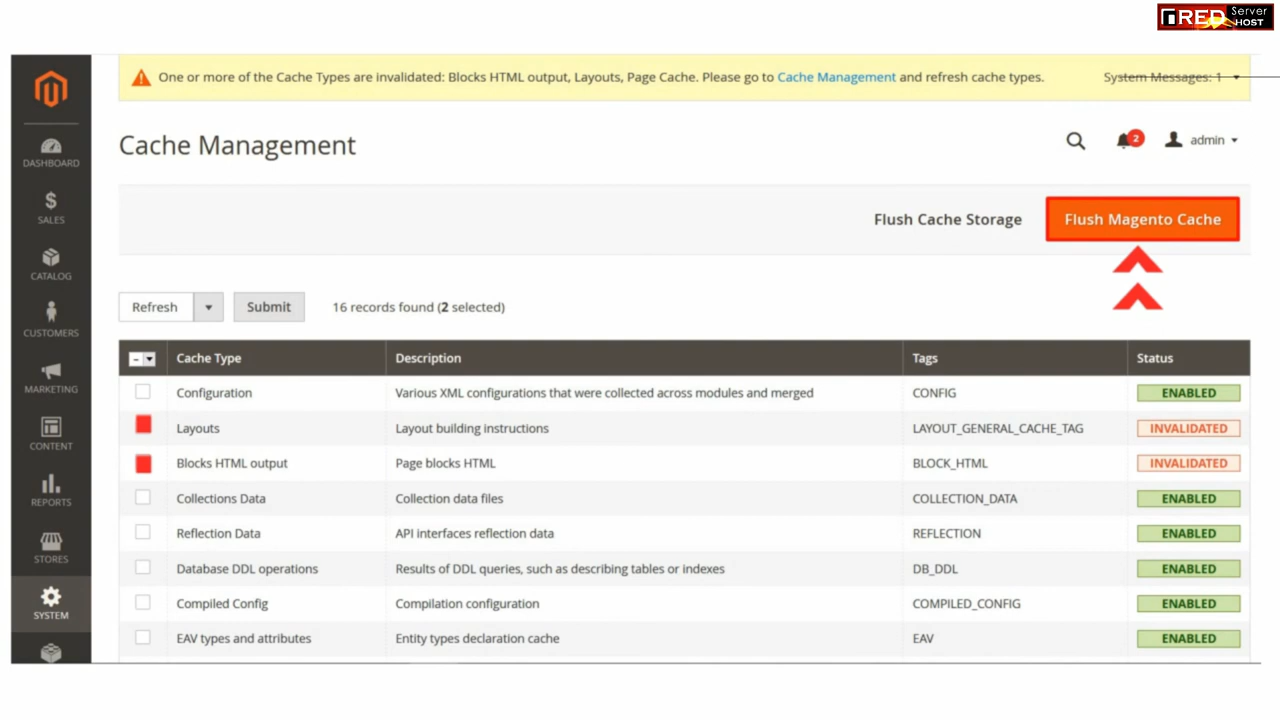 RED Server
HOST
One or more of the Cache Types are invalidated: Blocks HTML output, Layouts, Page Cache. Please go to Cache Management and refresh cache types.
System Messages: 1
Cache Management
2
admin
Flush Cache Storage
Flush Magento Cache
DASHBOARD
SALES
CATALOG
CUSTOMERS
MARKETING
CONTENT
REPORTS
STORES
SYSTEM
Refresh
Submit
16 records found (2 selected)
Cache Type Description Tags Status
Configuration Various XML configurations that were collected across modules and merged CONFIG ENABLED
Layouts Layout building instructions LAYOUT_GENERAL_CACHE_TAG INVALIDATED
Blocks HTML output Page blocks HTML BLOCK_HTML INVALIDATED
Collections Data Collection data files COLLECTION_DATA ENABLED
Reflection Data API interfaces reflection data REFLECTION ENABLED
Database DDL operations Results of DDL queries, such as describing tables or indexes DB_DDL ENABLED
Compiled Config Compilation configuration COMPILED_CONFIG ENABLED
EAV types and attributes Entity types declaration cache EAV ENABLED